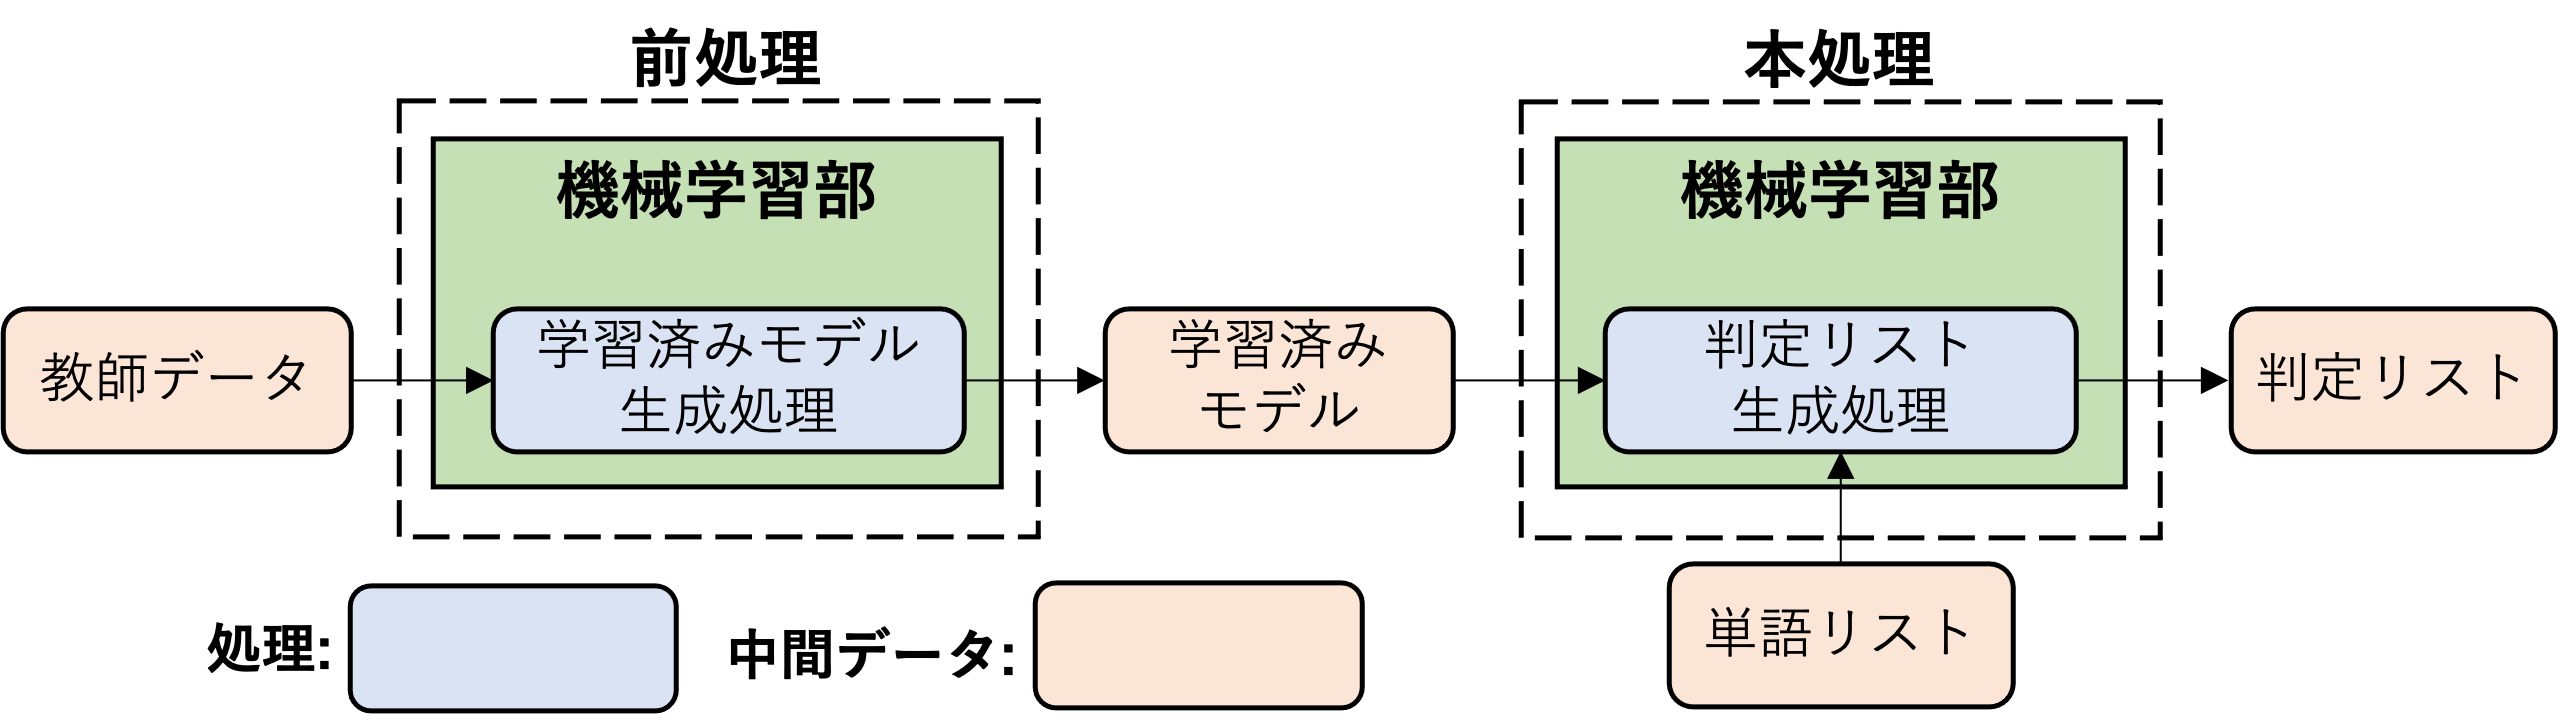 前処理
機械学習部
教師データ
学習済みモデル
生成処理
学習済み
モデル
本処理
機械学習部
判定リスト
生成処理
判定リスト
単語リスト
処理:
中間データ: